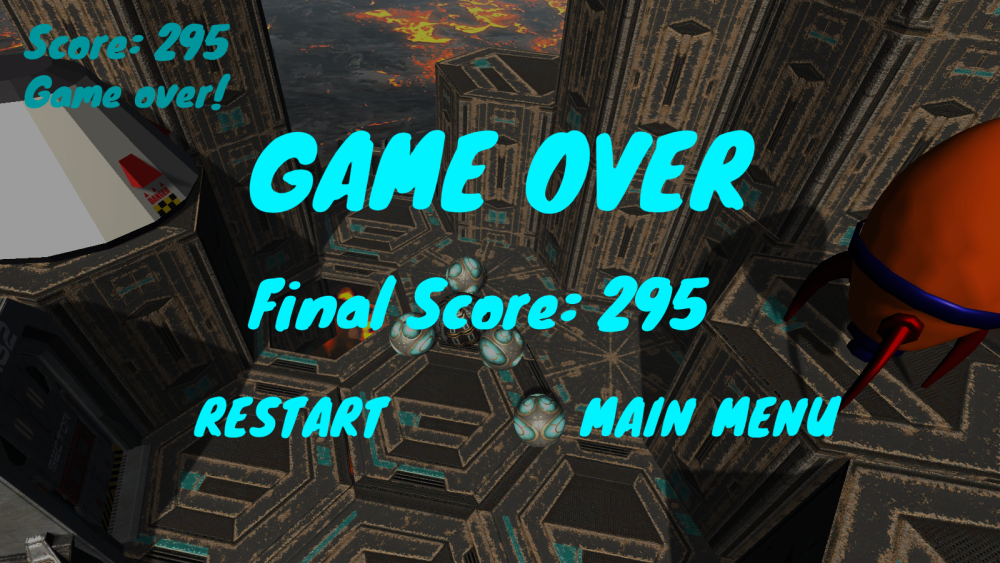 Score: 295
Game over!
GAME OVER
Final Score: 295
RESTART
MAIN MENU